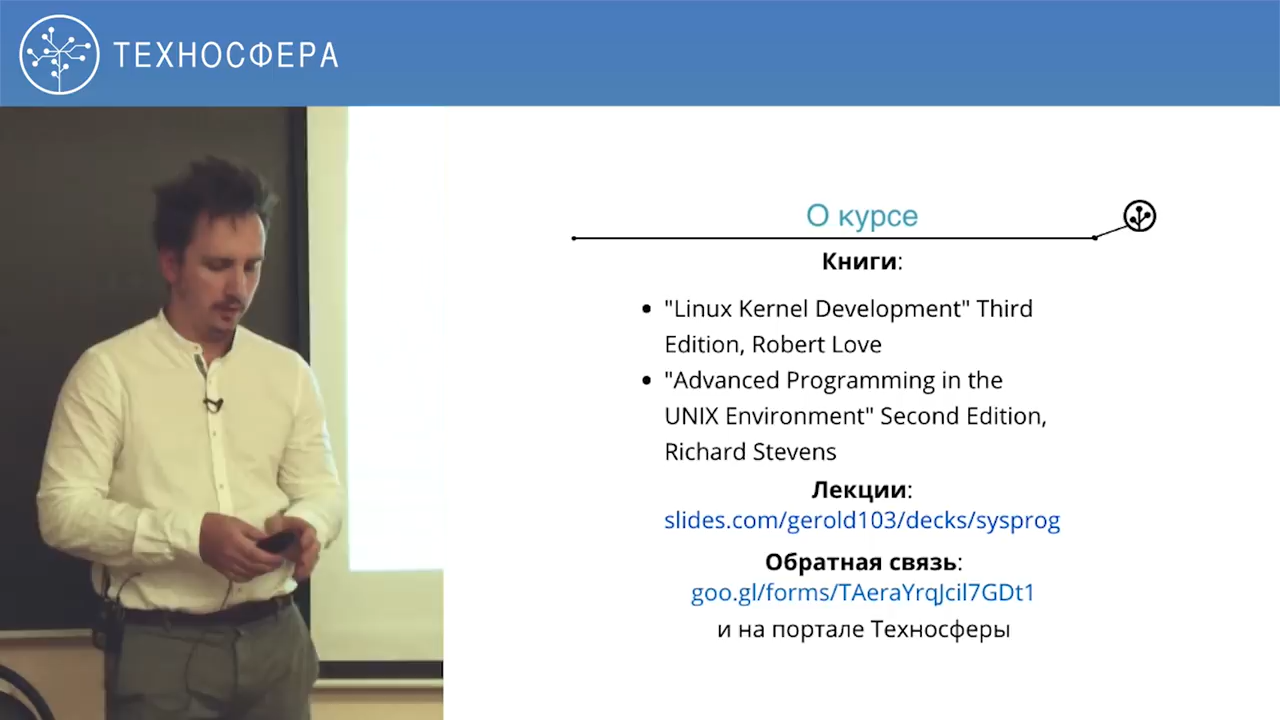 ТЕХНОСФЕРА
О курсе
Книги:
• "Linux Kernel Development" Third
Edition, Robert Love
• "Advanced Programming in the
UNIX Environment" Second Edition,
Richard Stevens
Лекции:
slides.com/gerold103/decks/sysprog
Обратная связь:
goo.gl/forms/TAeraYrqJcil7GDt1
и на портале Техносферы